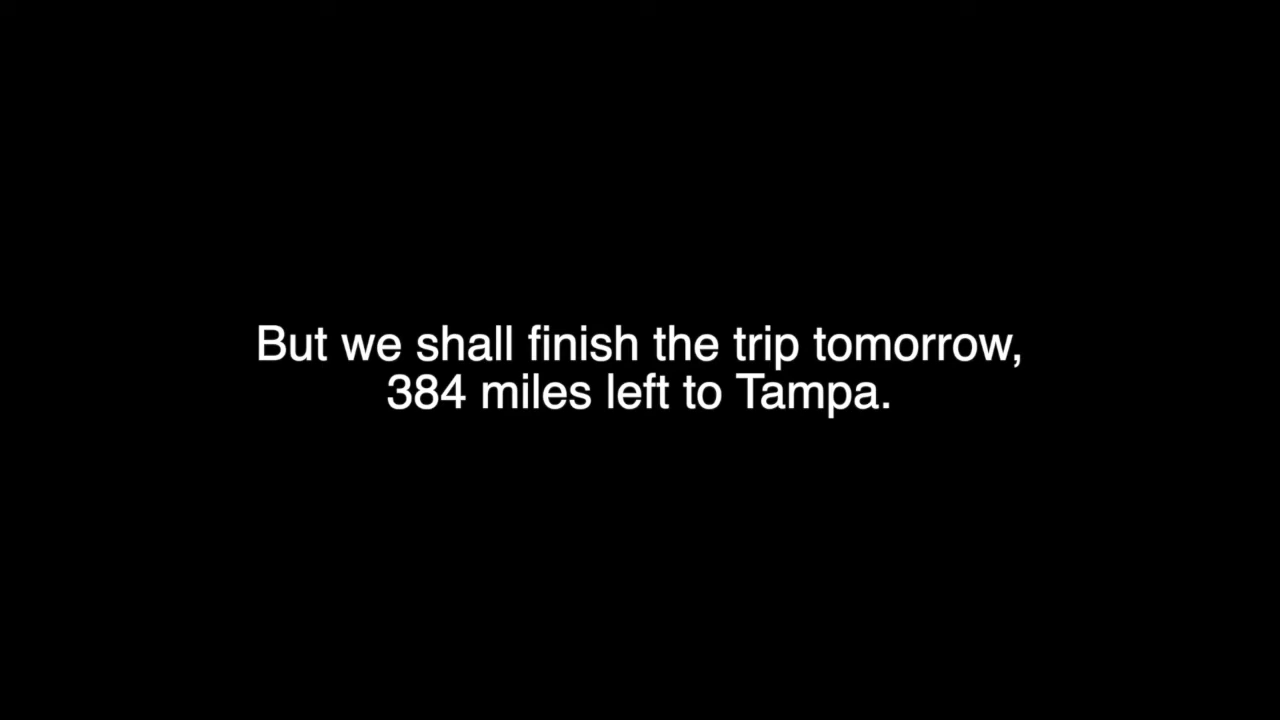 But we shall finish the trip tomorrow,
384 miles left to Tampa.